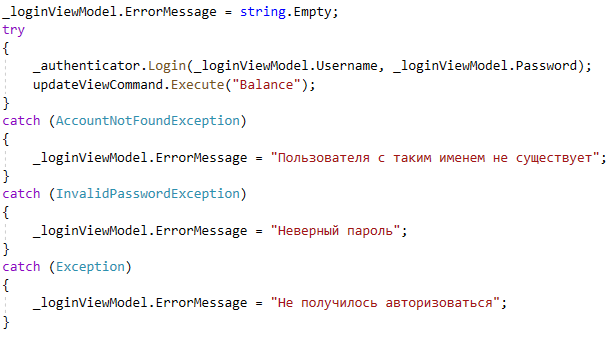 _loginViewModel.ErrorMessage = string.Empty;
try
{
    _authenticator.Login(_loginViewModel.Username, _loginViewModel.Password);
    updateViewCommand.Execute("Balance");
}
catch (AccountNotFoundException)
{
    _loginViewModel.ErrorMessage = "Пользователя с таким именем не существует";
}
catch (InvalidPasswordException)
{
    _loginViewModel.ErrorMessage = "Неверный пароль";
}
catch (Exception)
{
    _loginViewModel.ErrorMessage = "Не получилось авторизоваться";
}